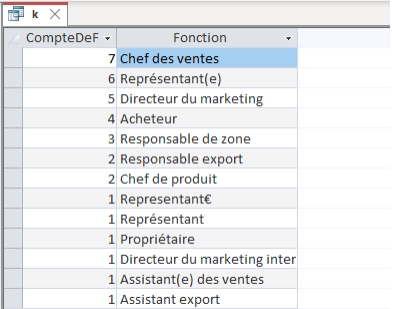 k
CompteDeF Fonction
7 Chef des ventes
6 Représentant(e)
5 Directeur du marketing
4 Acheteur
3 Responsable de zone
2 Responsable export
2 Chef de produit
1 Representant€
1 Représentant
1 Propriétaire
1 Directeur du marketing inter
1 Assistant(e) des ventes
1 Assistant export